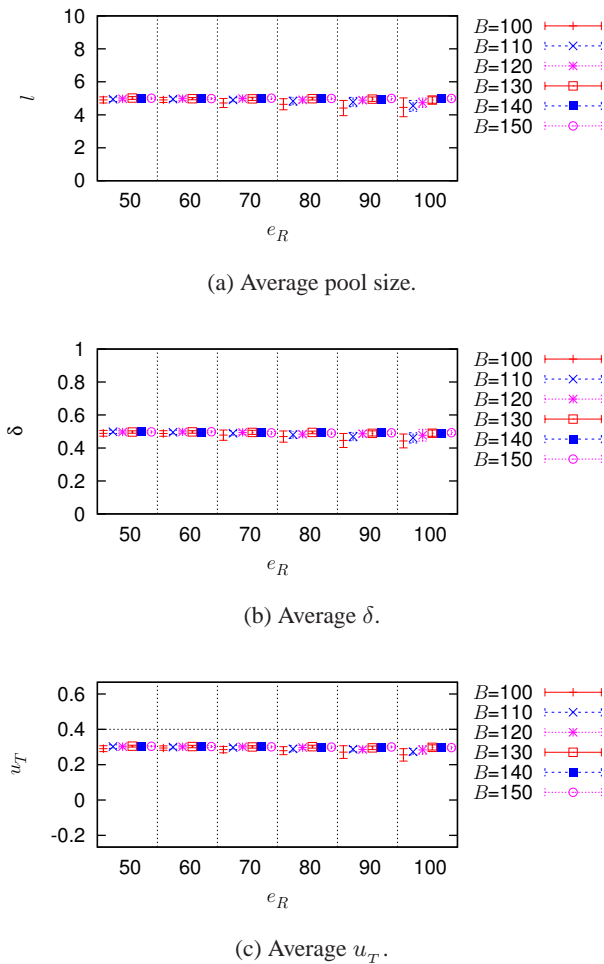 10
8
6
4
2
0
l
50 60 70 80 90 100
e_R
B=100
B=110
B=120
B=130
B=140
B=150
(a) Average pool size.
1
0.8
0.6
0.4
0.2
0
δ
50 60 70 80 90 100
e_R
B=100
B=110
B=120
B=130
B=140
B=150
(b) Average δ.
0.6
0.4
0.2
0
-0.2
u_T
50 60 70 80 90 100
e_R
B=100
B=110
B=120
B=130
B=140
B=150
(c) Average u_T.